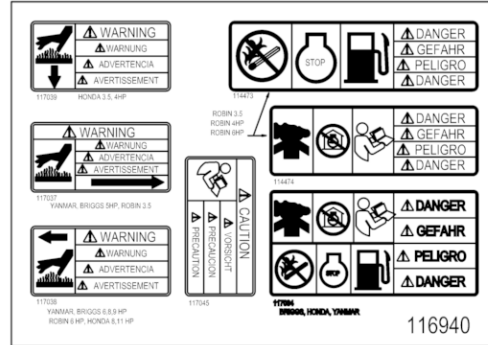 WARNING
WARNUNG
ADVERTENCIA
AVERTISSEMENT
117039
HONDA 3.5, 4HP
WARNING
WARNUNG
ADVERTENCIA
AVERTISSEMENT
117037
YANMAR, BRIGGS 5HP, ROBIN 3.5
WARNING
WARNUNG
ADVERTENCIA
AVERTISSEMENT
117038
YANMAR, BRIGGS 6,8,9 HP
ROBIN 6 HP, HONDA 8,11 HP
CAUTION
VORSICHT
PRECAUCION
PRECAUTION
117045
STOP
DANGER
GEFAHR
PELIGRO
DANGER
114473
ROBIN 3.5
ROBIN 4HP
ROBIN 6HP
DANGER
GEFAHR
PELIGRO
DANGER
114474
DANGER
GEFAHR
PELIGRO
DANGER
STOP
BRIGGS, HONDA, YANMAR
116940